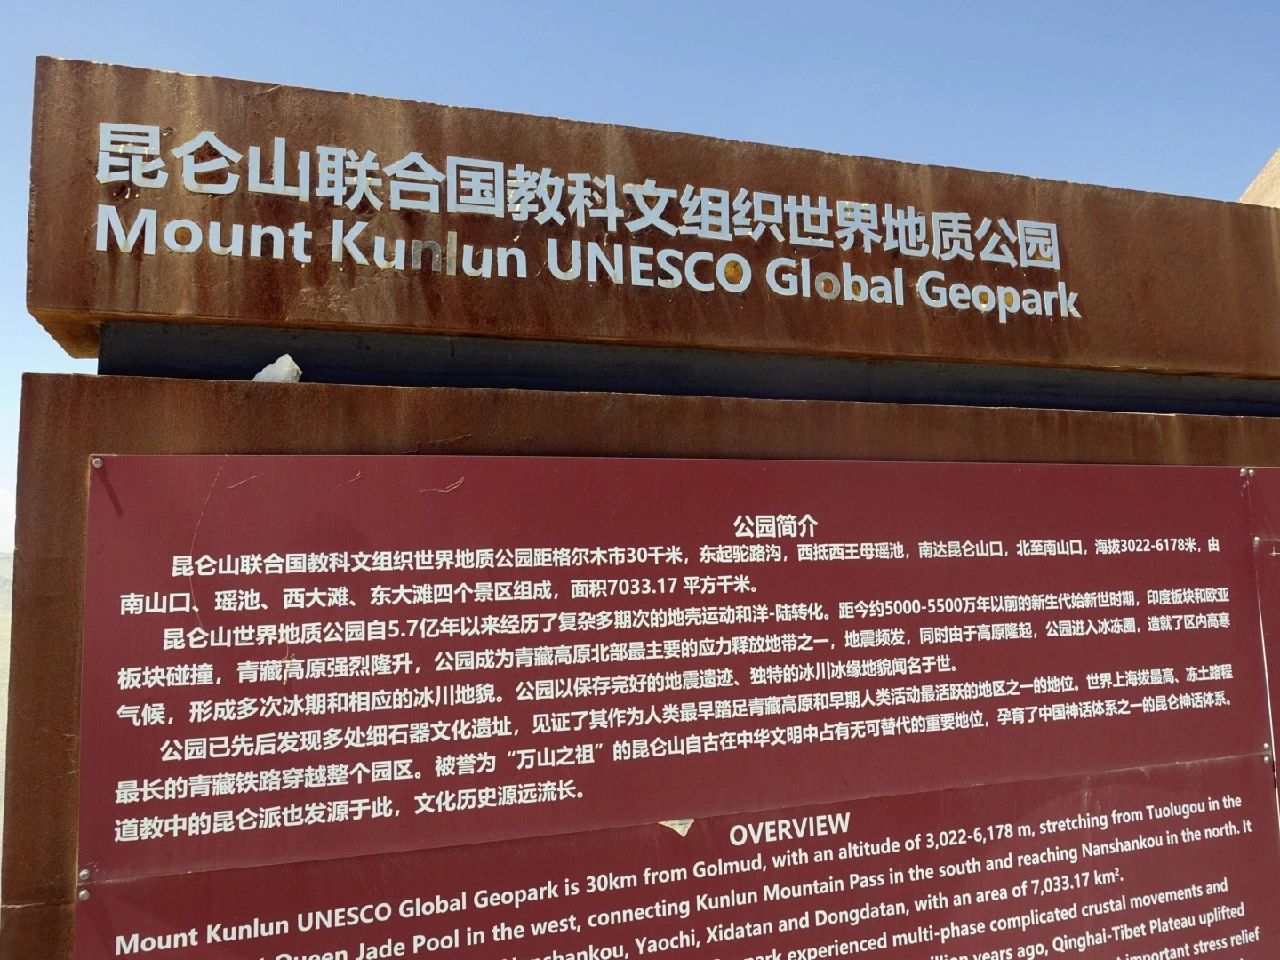 昆仑山联合国教科文组织世界地质公园
Mount Kunlun UNESCO Global Geopark
公园简介
昆仑山联合国教科文组织世界地质公园距格尔木市30千米，东起驼路沟，西抵西王母瑶池，南达昆仑山口，北至南山口，海拔3022-6178米，由
南山口、瑶池、西大滩、东大滩四个景区组成，面积7033.17 平方千米。
昆仑山世界地质公园自5.7亿年以来经历了复杂多期次的地壳运动和洋-陆转化。距今约5000-5500万年以前的新生代始新世时期，印度板块和欧亚
板块碰撞，青藏高原强烈隆升，公园成为青藏高原北部最主要的应力释放地带之一，地震频发，同时由于高原隆起，公园进入冰冻圈，造就了区内高寒
气候，形成多次冰期和相应的冰川地貌。公园以保存完好的地震遗迹、独特的冰川冰缘地貌闻名于世。
公园已先后发现多处细石器文化遗址，见证了其作为人类最早踏足青藏高原和早期人类活动最活跃的地区之一的地位。世界上海拔最高、冻土路程
最长的青藏铁路穿越整个园区。被誉为“万山之祖”的昆仑山自古在中华文明中占有无可替代的重要地位，孕育了中国神话体系之一的昆仑神话体系。
道教中的昆仑派也发源于此，文化历史源远流长。
OVERVIEW
Mount Kunlun UNESCO Global Geopark is 30km from Golmud, with an altitude of 3,022-6,178 m, stretching from Tuolugou in the
Queen Jade Pool in the west, connecting Kunlun Mountain Pass in the south and reaching Nanshankou in the north. It
Yaochi, Xidatan and Dongdatan, with an area of 7,033.17 km².
experienced multi-phase complicated crustal movements and
years ago, Qinghai-Tibet Plateau uplifted
important stress relief